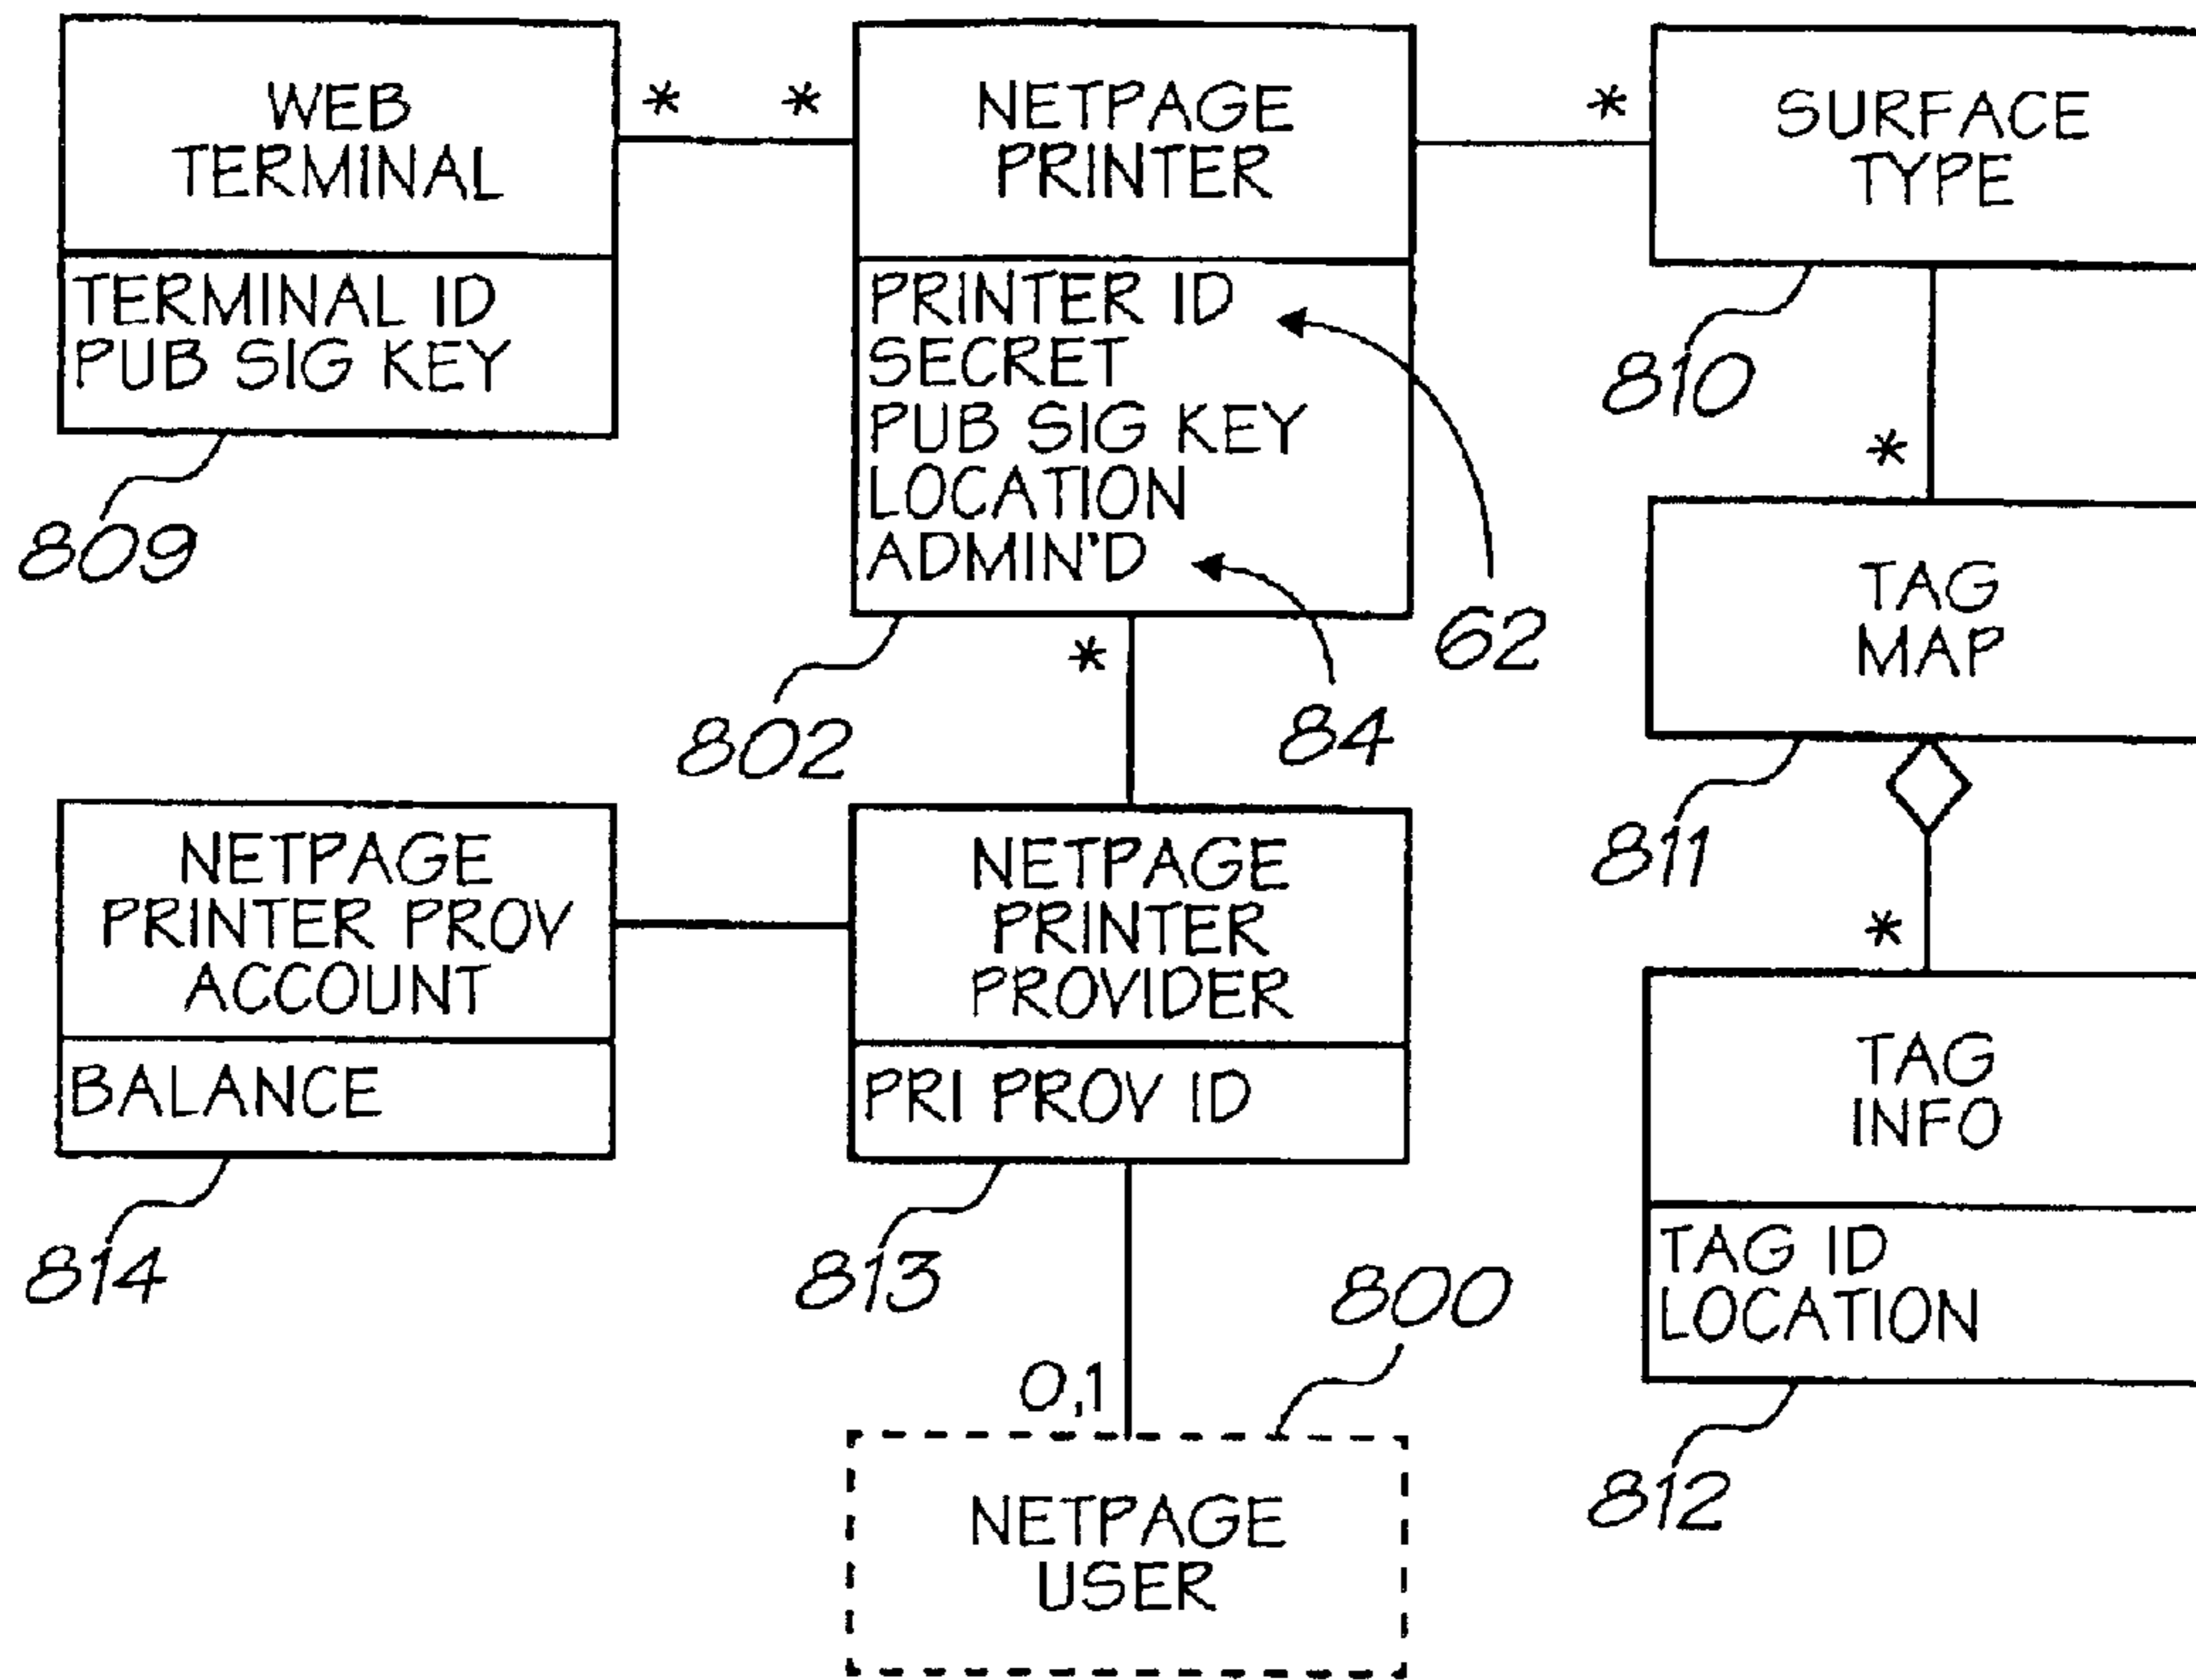 WEB
TERMINAL
TERMINAL ID
PUB SIG KEY
809
*
*
NETPAGE
PRINTER
PRINTER ID
SECRET
PUB SIG KEY
LOCATION
ADMIN'D
802
62
84
*
*
SURFACE
TYPE
810
*
TAG
MAP
811
*
TAG
INFO
TAG ID
LOCATION
812
NETPAGE
PRINTER PROV
ACCOUNT
BALANCE
814
NETPAGE
PRINTER
PROVIDER
PRI PROV ID
813
800
0,1
NETPAGE
USER